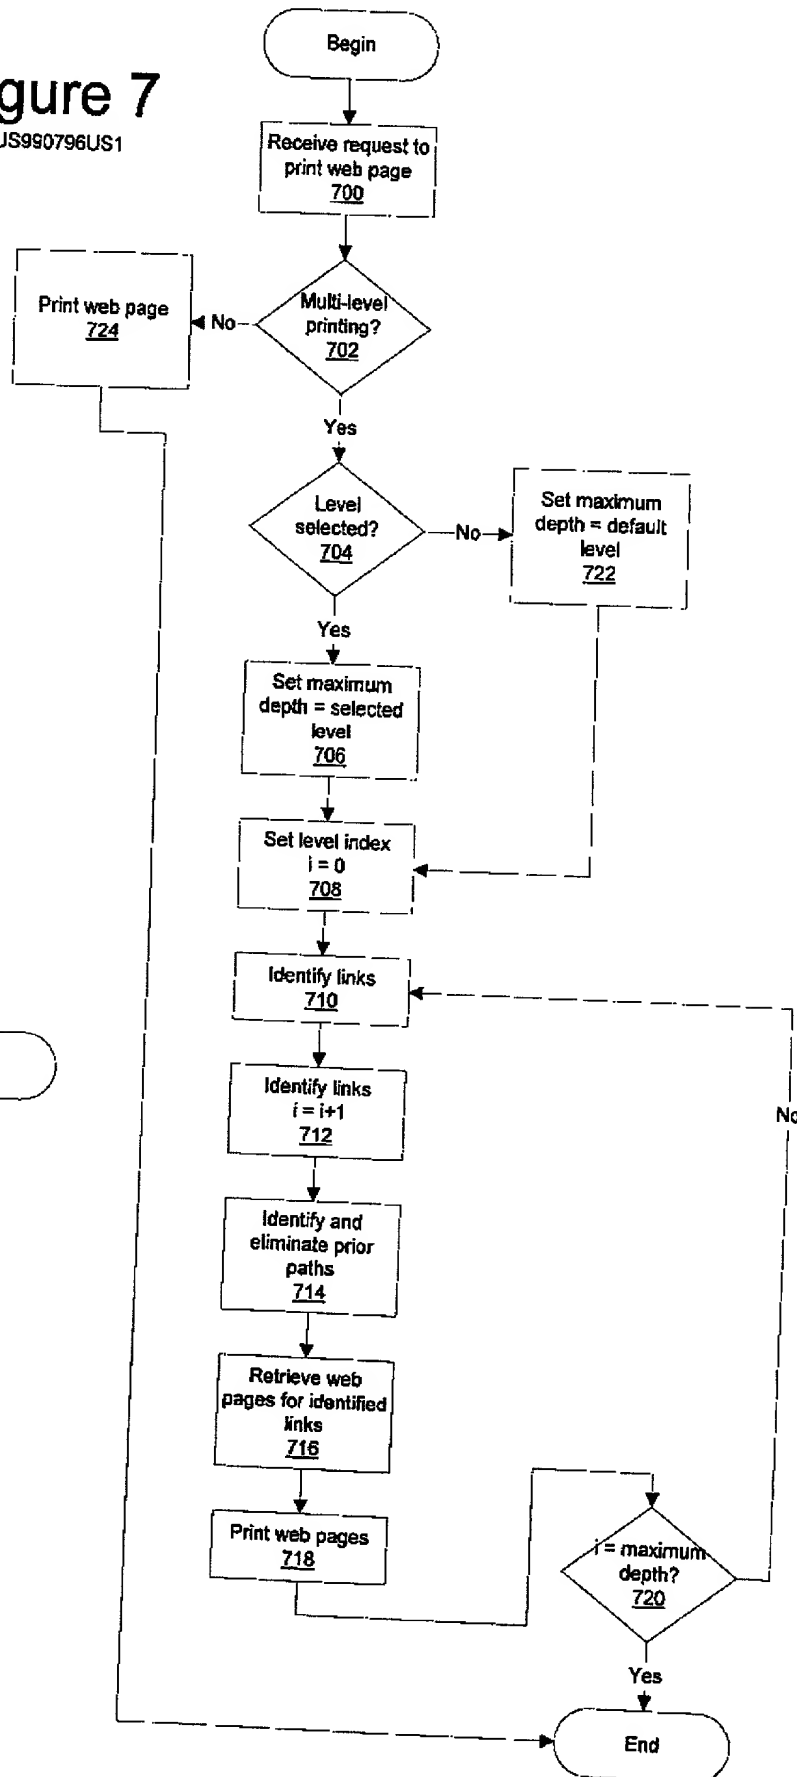 Begin
gure 7
JS990796US1
Receive request to
print web page
700
Multi-level
printing?
702
No
Print web page
724
Yes
Level
selected?
704
No
Set maximum
depth = default
level
722
Yes
Set maximum
depth = selected
level
706
Set level index
i = 0
708
Identify links
710
Identify links
i = i+1
712
No
Identify and
eliminate prior
paths
714
Retrieve web
pages for identified
links
716
Print web pages
718
i = maximum
depth?
720
Yes
End